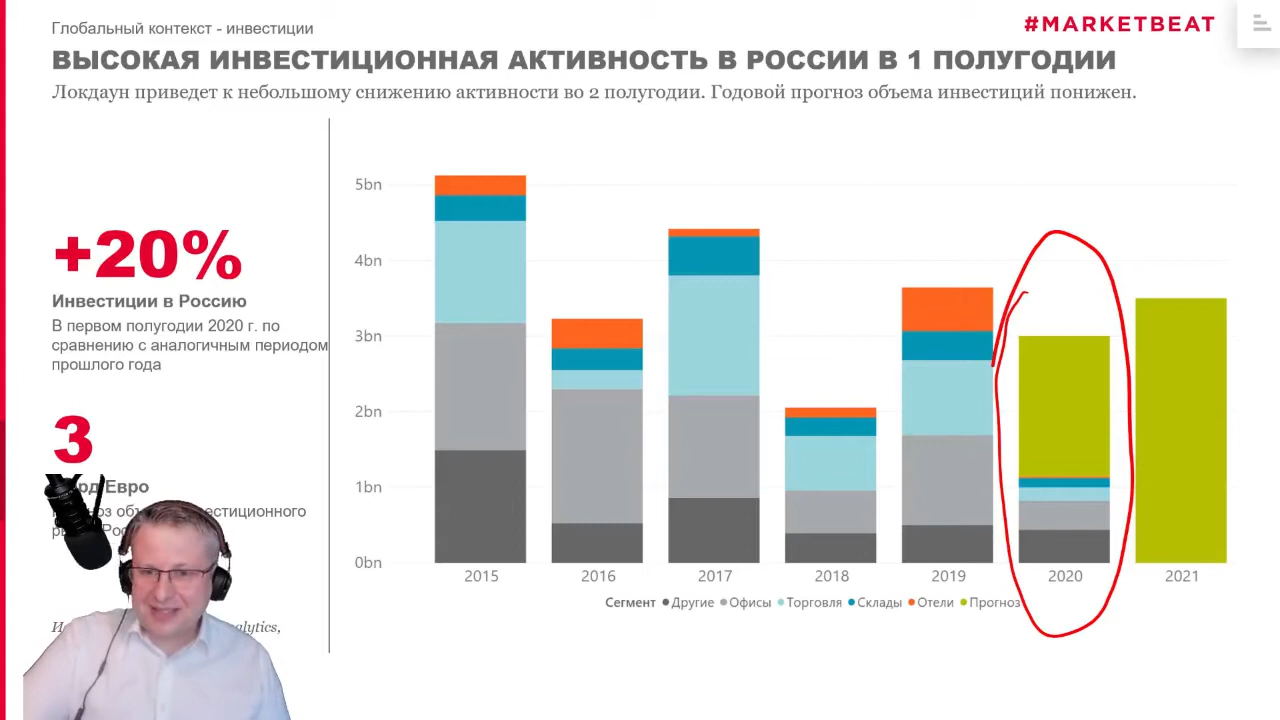 Глобальный контекст - инвестиции
#MARKETBEAT
ВЫСОКАЯ ИНВЕСТИЦИОННАЯ АКТИВНОСТЬ В РОССИИ В 1 ПОЛУГОДИИ
Локдаун приведет к небольшому снижению активности во 2 полугодии. Годовой прогноз объема инвестиций понижен.
+20%
Инвестиции в Россию
В первом полугодии 2020 г. по
сравнению с аналогичным периодом
прошлого года
3
Евро
5bn
4bn
3bn
2bn
1bn
0bn
2015 2016 2017 2018 2019 2020 2021
Сегмент Другие Офисы Торговля Склады Отели Прогноз